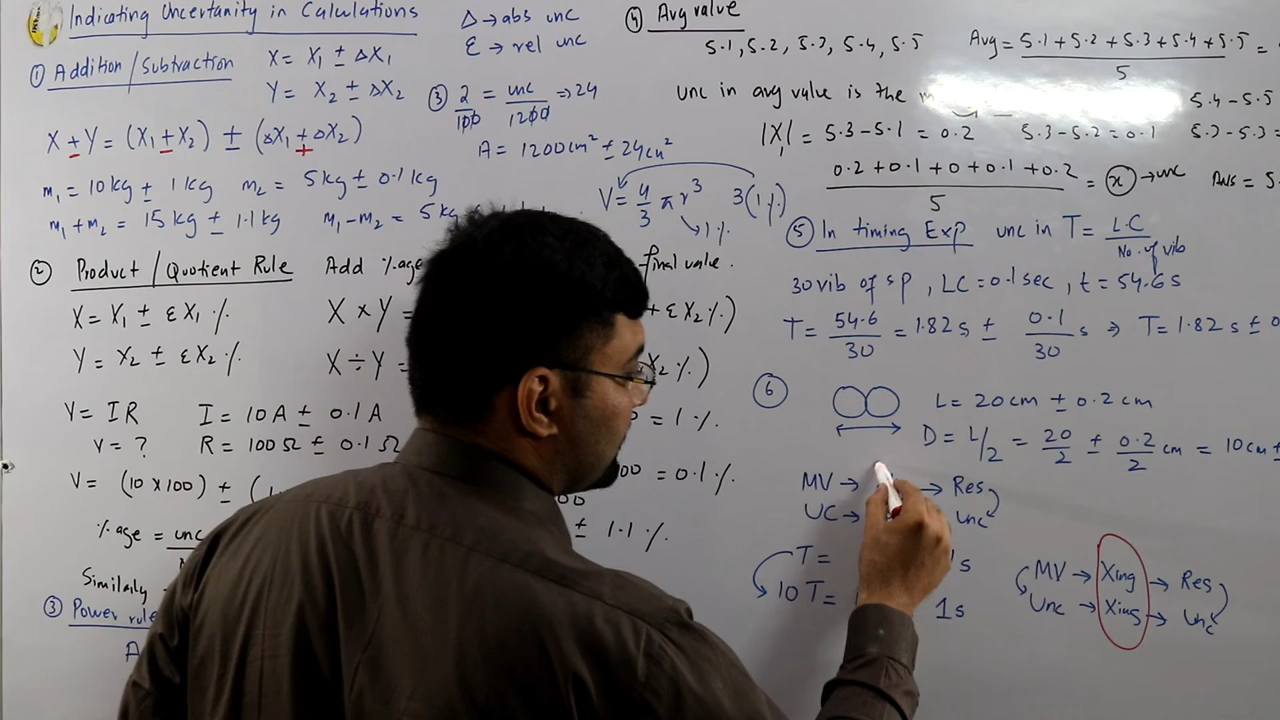 Indicating Uncertanity in Calculations
① Addition/Subtraction X = X₁ ± ΔX₁
Y = X₂ ± ΔX₂
X + Y = (X₁ + X₂) ± (ΔX₁ + ΔX₂)
m₁ = 10 kg ± 1 kg m₂ = 5 kg ± 0.1 kg
m₁+m₂ = 15 kg ± 1.1 kg m₁-m₂ = 5 kg
② Product/Quotient Rule Add %age final value.
X = X₁ ± εX₁ % X × Y = + εX₂ %)
Y = X₂ ± εX₂ % X ÷ Y = X₂ %)
V = IR I = 10 A ± 0.1 A = 1 %
V = ? R = 100 Ω ± 0.1 Ω 00 = 0.1 %
V = (10 x 100) ± ( ± 1.1 %
%age = unc
Similarly
③ Power rule
A
Δ → abs unc
ε → rel unc
③ 2/100 = unc/1200 => 24
A = 1200 cm² ± 24 cm²
V = 4/3 π r³ 3(1%)
↘ 1 %
④ Avg value
5.1, 5.2, 5.3, 5.4, 5.5 Avg = 5.1 + 5.2 + 5.3 + 5.4 + 5.5 / 5 =
unc in avg value is the m 5.4 - 5.5
|X₁| = 5.3 - 5.1 = 0.2 5.3 - 5.2 = 0.1 5.3 - 5.3 =
0.2 + 0.1 + 0 + 0.1 + 0.2 / 5 = x → unc Ans = 5.
⑤ In timing Exp unc in T = L.C / No. of vib
30 vib of sp, LC = 0.1 sec, t = 54.6 s
T = 54.6/30 = 1.82 s ± 0.1/30 s ⇒ T = 1.82 s ± 0
⑥ L = 20 cm ± 0.2 cm
D = L/2 = 20/2 ± 0.2/2 cm = 10 cm ±
MV → → Res
UC → unc
T = 1s
10 T = 1s
MV → Xing → Res
Unc → Xing → Unc